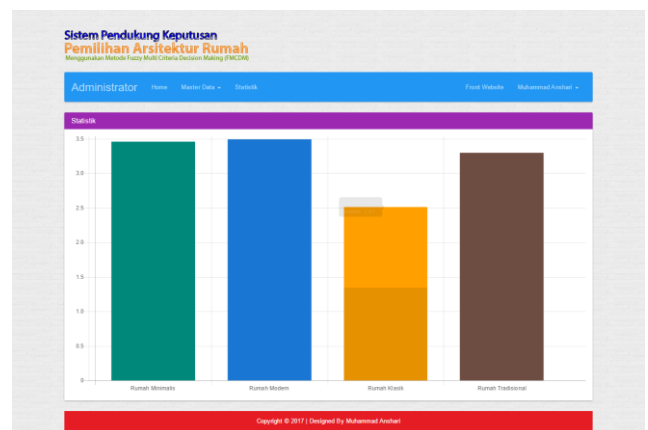 Sistem Pendukung Keputusan
Pemilihan Arsitektur Rumah
Menggunakan Metode Fuzzy Multi Criteria Decision Making (FMCDM)
Administrator Home Master Data Statistik Front Website Muhammad Anshari
Statistik
3.5
3.0
2.5
2.0
1.5
1.0
0.5
0
Rumah Minimalis Rumah Modern Rumah Klasik Rumah Tradisional
Copyright © 2017 | Designed By Muhammad Anshari